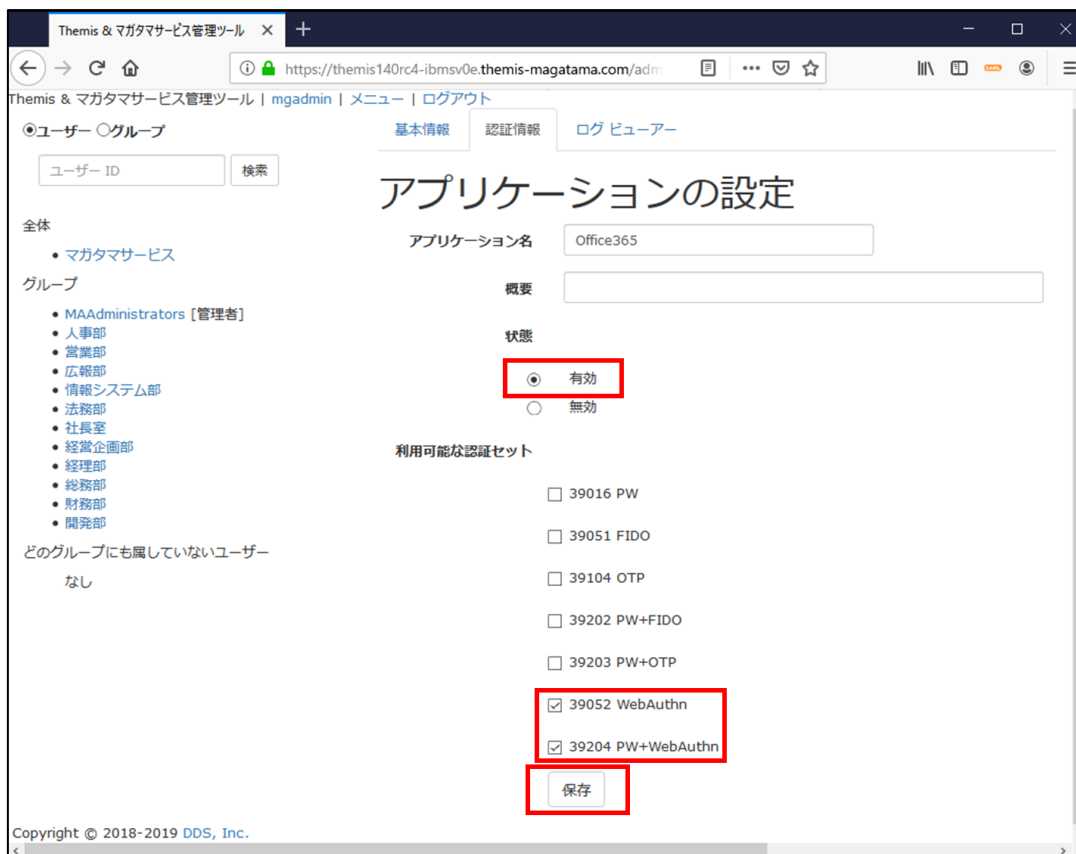 Themis & マガタマサービス管理ツール
https://themis140rc4-ibmsv0e.themis-magatama.com/adm
Themis & マガタマサービス管理ツール | mgadmin | メニュー | ログアウト
ユーザー グループ
ユーザー ID 検索
全体
マガタマサービス
グループ
MAAdministrators [管理者]
人事部
営業部
広報部
情報システム部
法務部
社長室
経営企画部
経理部
総務部
財務部
開発部
どのグループにも属していないユーザー
なし
基本情報 認証情報 ログ ビューアー
アプリケーションの設定
アプリケーション名 Office365
概要
状態
有効
無効
利用可能な認証セット
39016 PW
39051 FIDO
39104 OTP
39202 PW+FIDO
39203 PW+OTP
39052 WebAuthn
39204 PW+WebAuthn
保存
Copyright © 2018-2019 DDS, Inc.